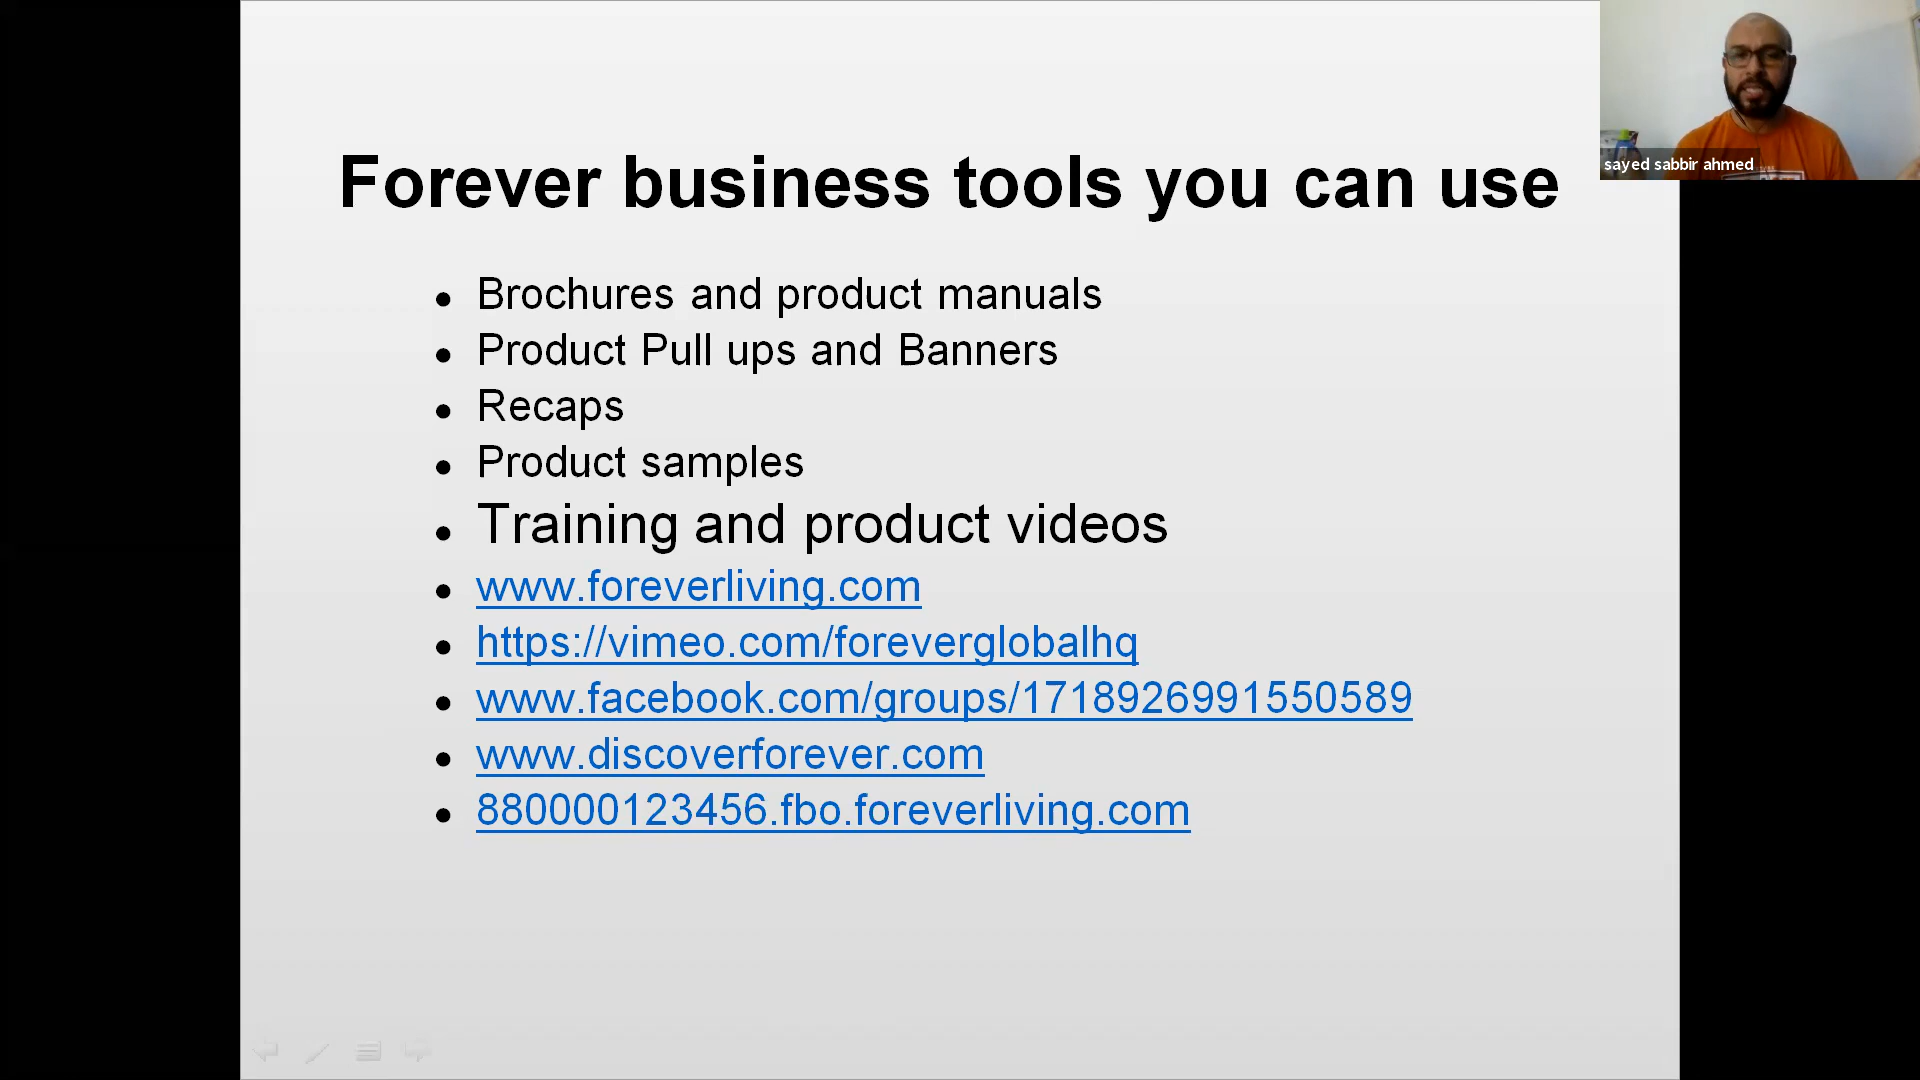 Forever business tools you can use
Brochures and product manuals
Product Pull ups and Banners
Recaps
Product samples
Training and product videos
www.foreverliving.com
https://vimeo.com/foreverglobalhq
www.facebook.com/groups/1718926991550589
www.discoverforever.com
880000123456.fbo.foreverliving.com
sayed sabbir ahmed